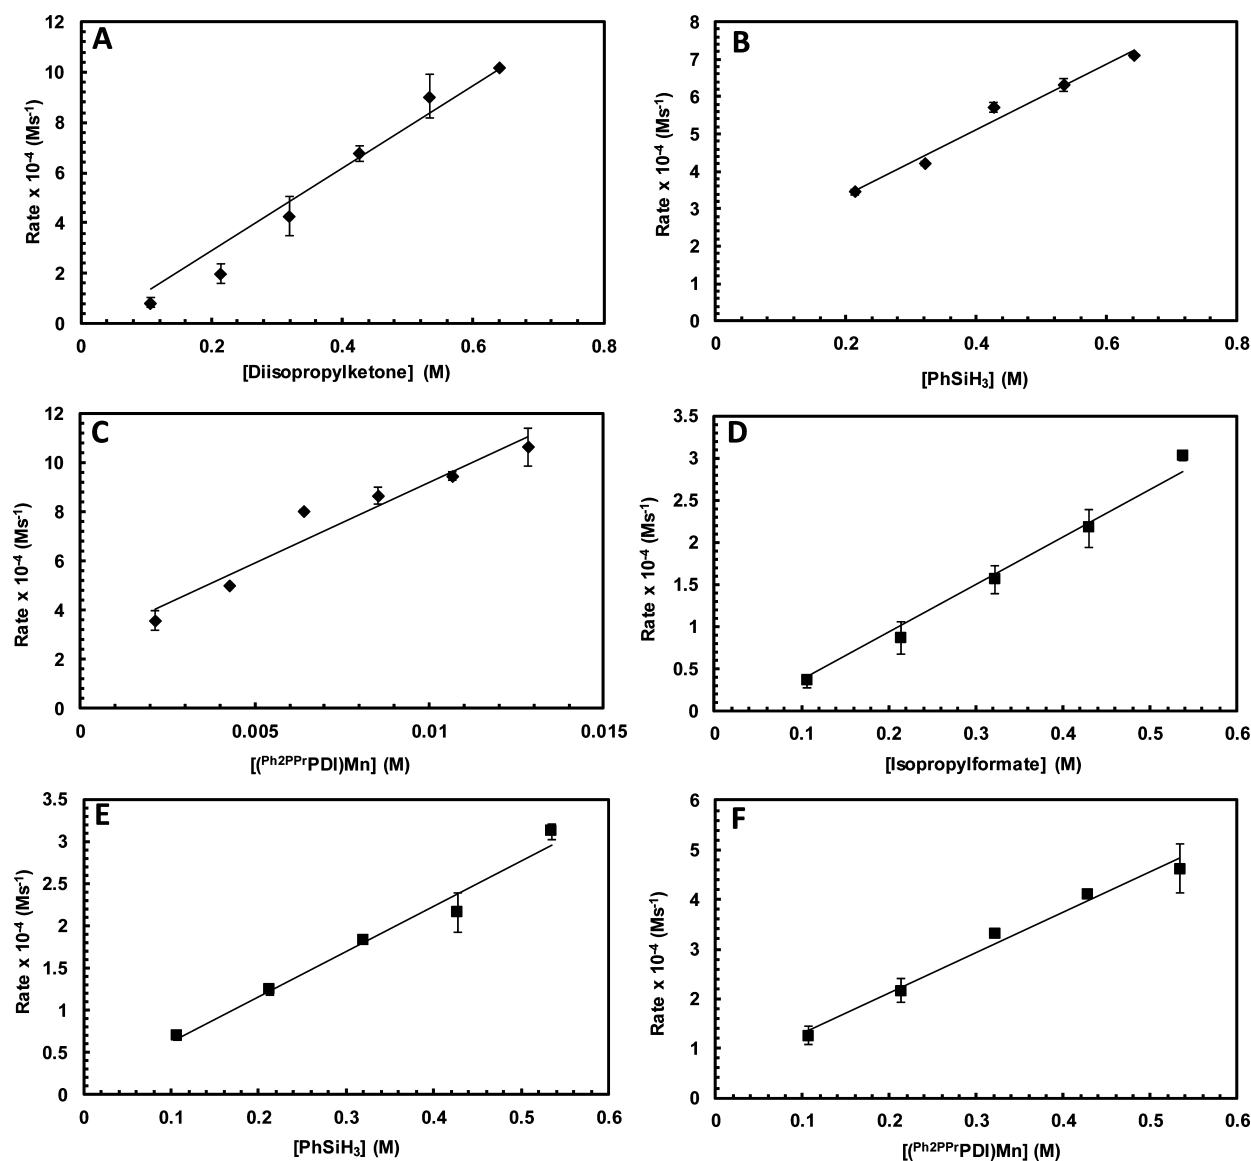 A
12
10
8
6
4
2
0
Rate x 10⁻⁴ (Ms⁻¹)
0 0.2 0.4 0.6 0.8
[Diisopropylketone] (M)
B
8
7
6
5
4
3
2
1
0
Rate x 10⁻⁴ (Ms⁻¹)
0 0.2 0.4 0.6 0.8
[PhSiH₃] (M)
C
12
10
8
6
4
2
0
Rate x 10⁻⁴ (Ms⁻¹)
0 0.005 0.01 0.015
[(ᴾʰ²ᴾᴾʳPDI)Mn] (M)
D
3.5
3
2.5
2
1.5
1
0.5
0
Rate x 10⁻⁴ (Ms⁻¹)
0 0.1 0.2 0.3 0.4 0.5 0.6
[Isopropylformate] (M)
E
3.5
3
2.5
2
1.5
1
0.5
0
Rate x 10⁻⁴ (Ms⁻¹)
0 0.1 0.2 0.3 0.4 0.5 0.6
[PhSiH₃] (M)
F
6
5
4
3
2
1
0
Rate x 10⁻⁴ (Ms⁻¹)
0 0.1 0.2 0.3 0.4 0.5 0.6
[(ᴾʰ²ᴾᴾʳPDI)Mn] (M)